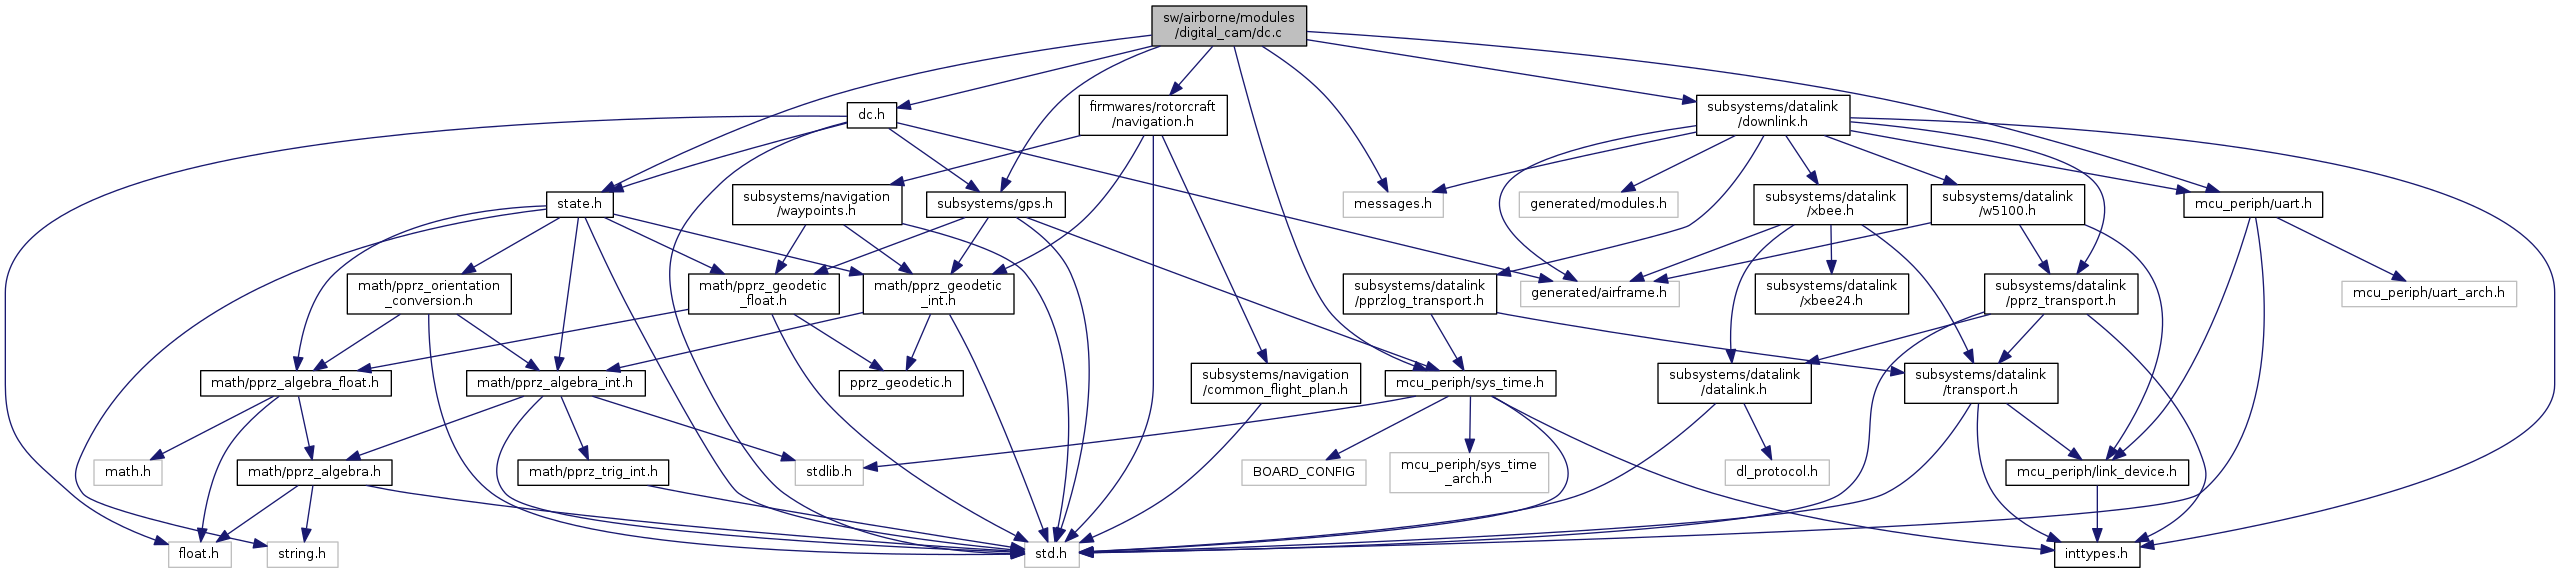 sw/airborne/modules
/digital_cam/dc.c
dc.h
firmwares/rotorcraft
/navigation.h
subsystems/datalink
/downlink.h
state.h
subsystems/navigation
/waypoints.h
subsystems/gps.h
messages.h
generated/modules.h
subsystems/datalink
/xbee.h
subsystems/datalink
/w5100.h
mcu_periph/uart.h
math/pprz_orientation
_conversion.h
math/pprz_geodetic
_float.h
math/pprz_geodetic
_int.h
subsystems/datalink
/pprzlog_transport.h
generated/airframe.h
subsystems/datalink
/xbee24.h
subsystems/datalink
/pprz_transport.h
mcu_periph/uart_arch.h
math/pprz_algebra_float.h
math/pprz_algebra_int.h
pprz_geodetic.h
subsystems/navigation
/common_flight_plan.h
mcu_periph/sys_time.h
subsystems/datalink
/datalink.h
subsystems/datalink
/transport.h
math.h
math/pprz_algebra.h
math/pprz_trig_int.h
stdlib.h
BOARD_CONFIG
mcu_periph/sys_time
_arch.h
dl_protocol.h
mcu_periph/link_device.h
float.h
string.h
std.h
inttypes.h